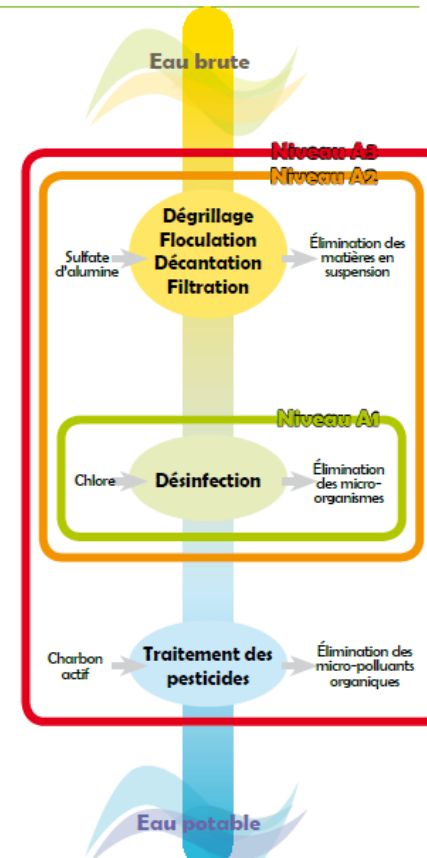 Eau brute
Niveau A3
Niveau A2
Dégrillage
Floculation
Décantation
Filtration
Sulfate
d'alumine
Élimination des
matières en
suspension
Niveau A1
Chlore
Désinfection
Élimination
des micro-
organismes
Charbon
actif
Traitement des
pesticides
Élimination des
micro-polluants
organiques
Eau potable